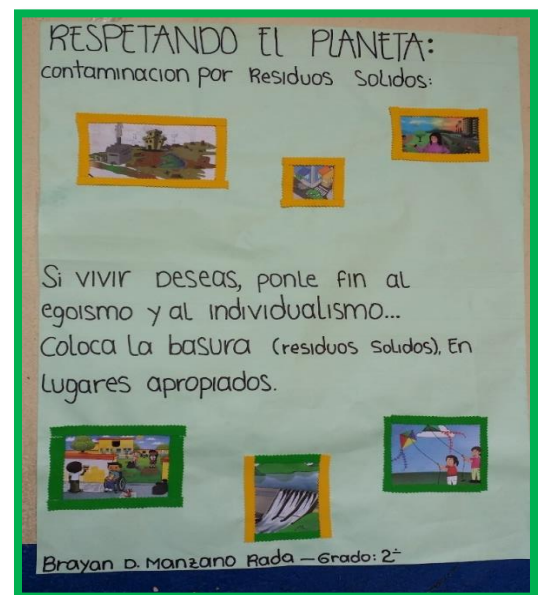 RESPETANDO El PlANETA:
contaminacion por Residuos Solidos:
Si vivir Deseas, ponle fin al
egoismo y al individualismo...
Coloca la basura (residuos solidos), En
Lugares apropiados.
Brayan D. Manzano Rada – Grado: 2°